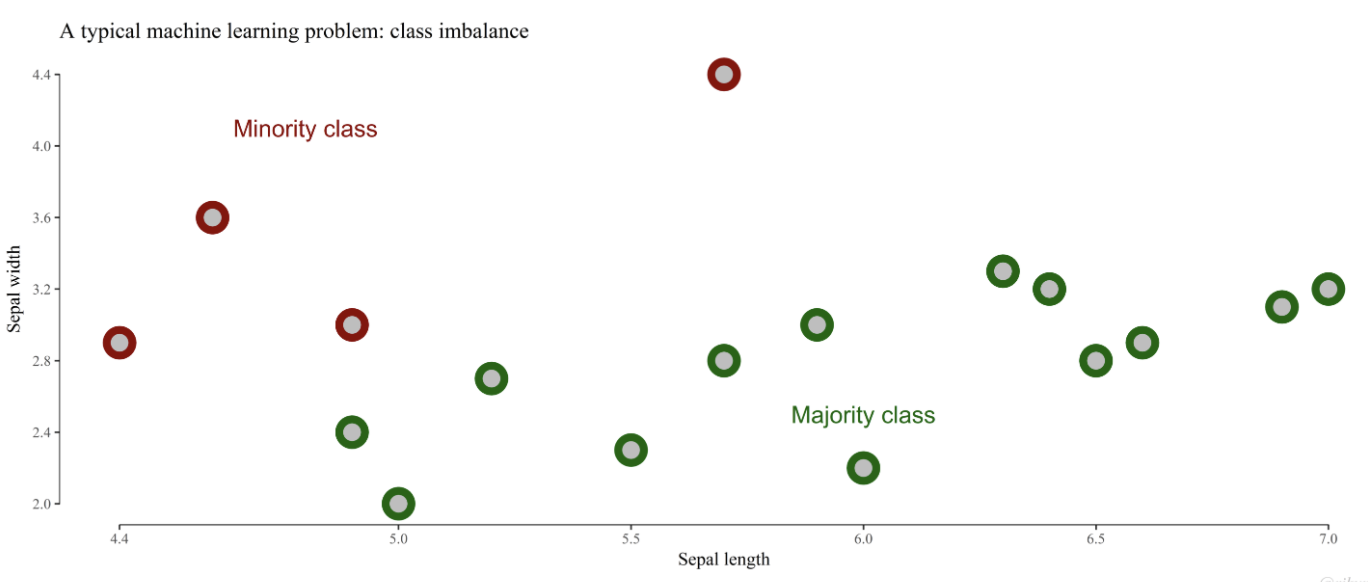 A typical machine learning problem: class imbalance
4.4
Minority class
4.0
3.6
Sepal width
3.2
2.8
Majority class
2.4
2.0
4.4 5.0 5.5 6.0 6.5 7.0
Sepal length